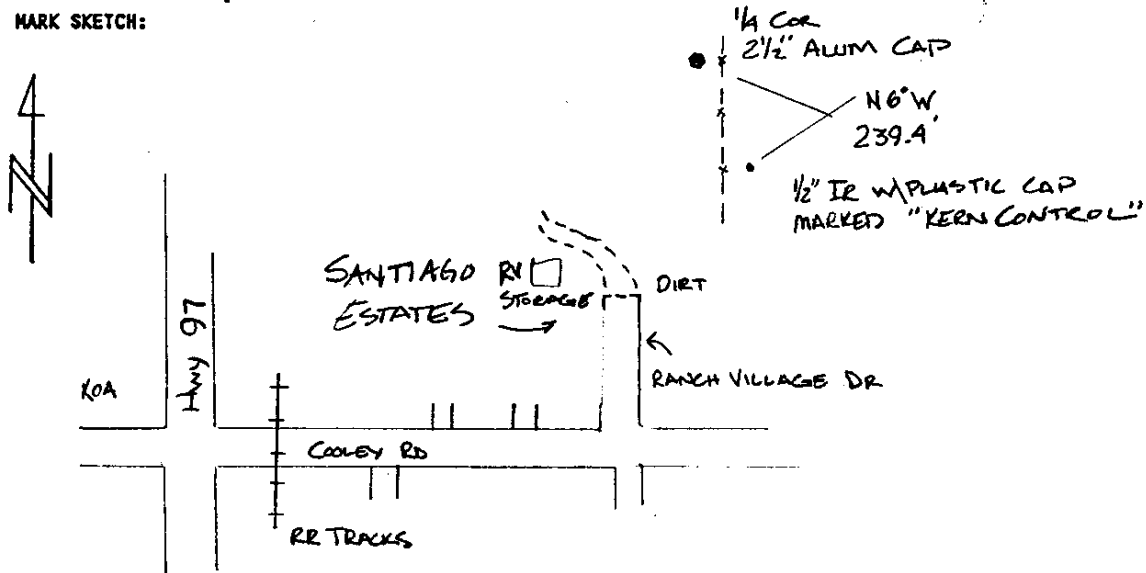 MARK SKETCH:
1/4 COR
2 1/2" ALUM CAP
N
N 6° W
239.4'
1/2" IR W\PLASTIC CAP
MARKED "KERN CONTROL"
SANTIAGO
ESTATES
RV
STORAGE
DIRT
RANCH VILLAGE DR
HWY 97
KOA
COOLEY RD
RR TRACKS